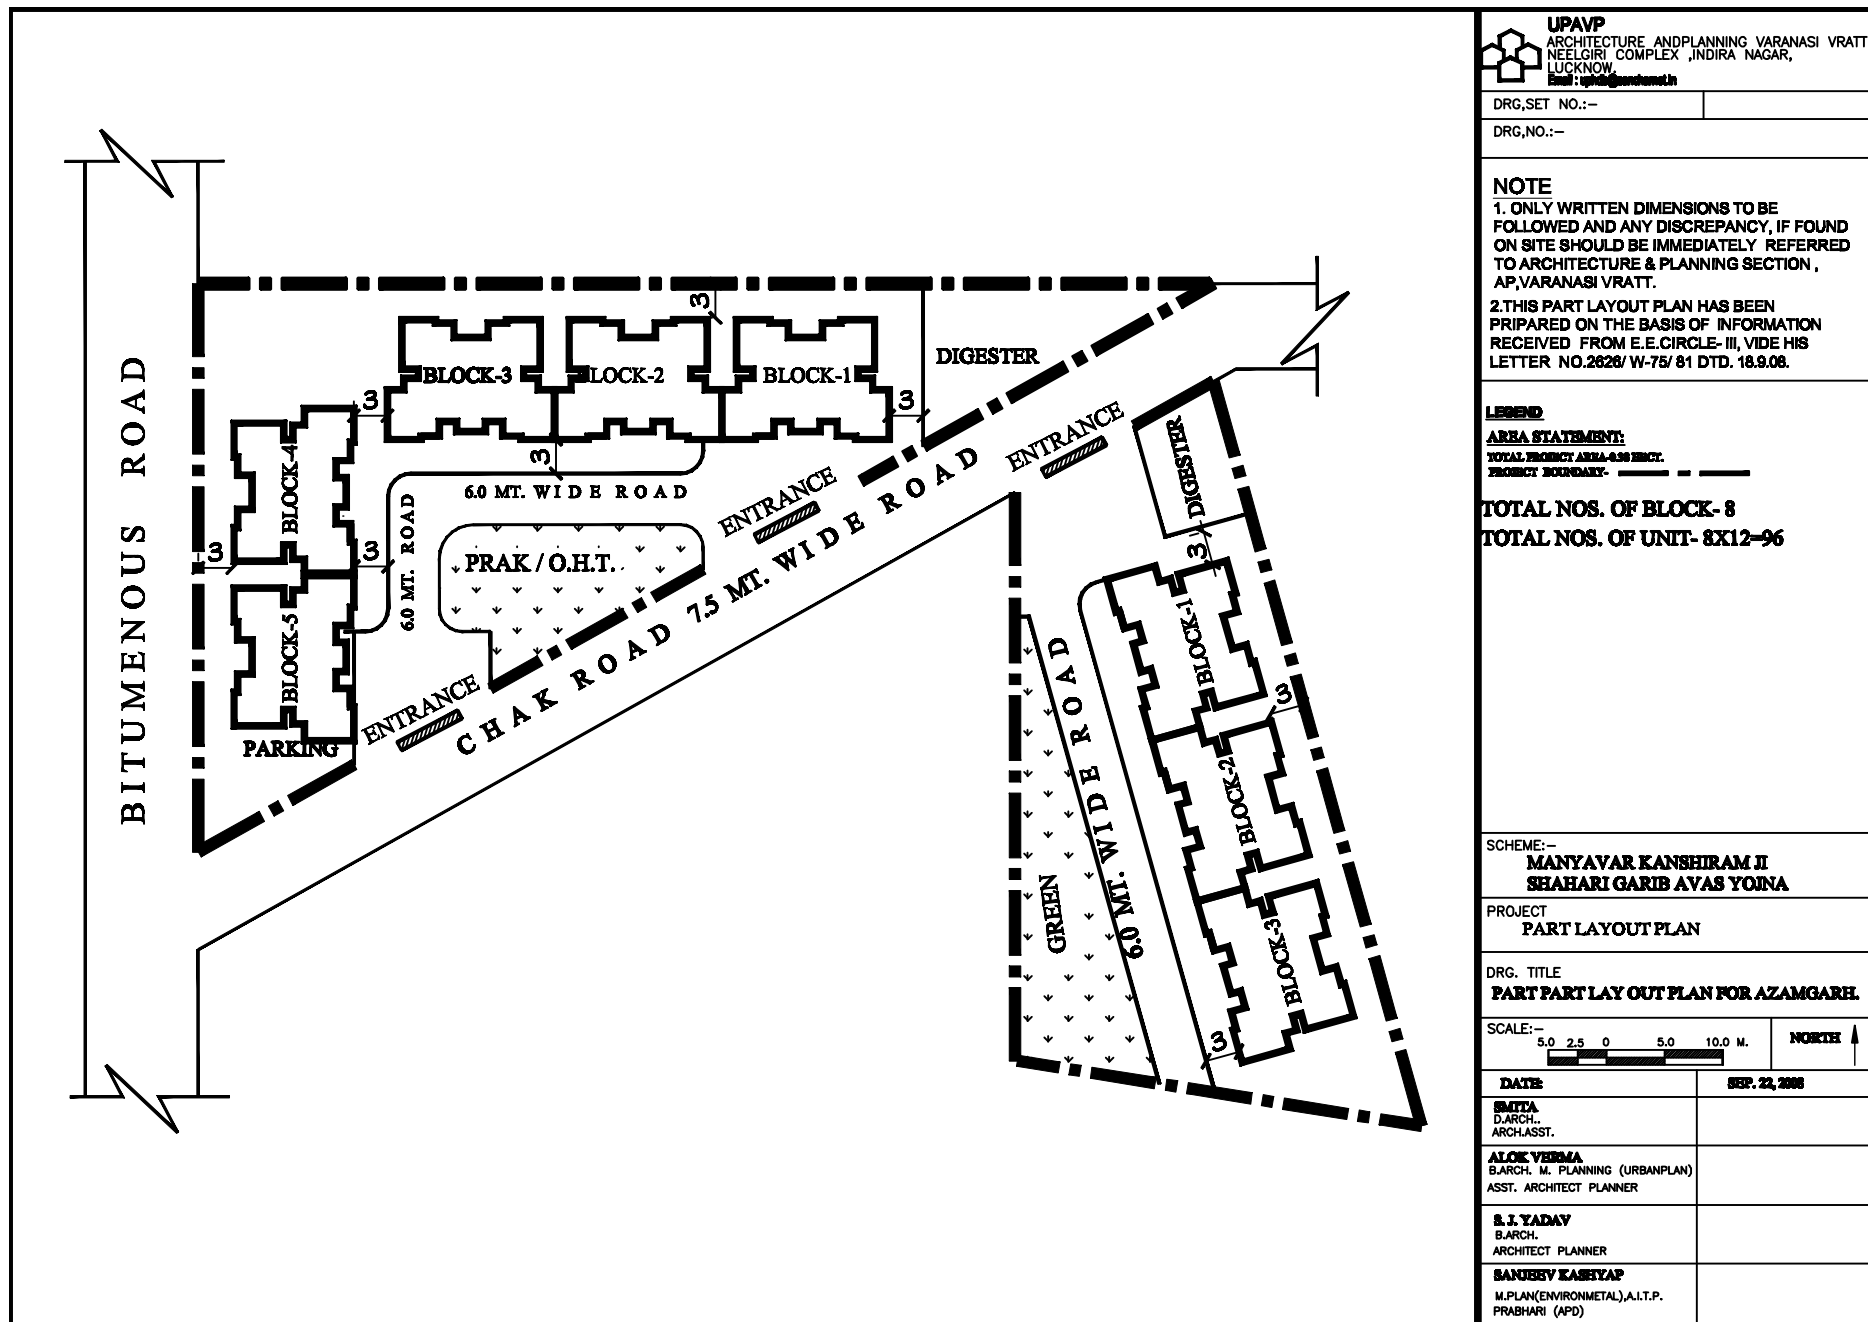 UPAVP
ARCHITECTURE ANDPLANNING VARANASI VRATT
NEELGIRI COMPLEX ,INDIRA NAGAR,
LUCKNOW.
DRG,SET NO.:-
DRG,NO.:-
NOTE
1. ONLY WRITTEN DIMENSIONS TO BE
FOLLOWED AND ANY DISCREPANCY, IF FOUND
ON SITE SHOULD BE IMMEDIATELY REFERRED
TO ARCHITECTURE & PLANNING SECTION ,
AP,VARANASI VRATT.
2.THIS PART LAYOUT PLAN HAS BEEN
PRIPARED ON THE BASIS OF INFORMATION
RECEIVED FROM E.E.CIRCLE- III, VIDE HIS
LETTER NO.2626/ W-75/ 81 DTD. 18.9.08.
LEGEND
AREA STATEMENT:
TOTAL PROJECT AREA-0.98 HECT.
PROJECT BOUNDARY-
TOTAL NOS. OF BLOCK- 8
TOTAL NOS. OF UNIT- 8X12=96
SCHEME:-
MANYAVAR KANSHIRAM JI
SHAHARI GARIB AVAS YOJNA
PROJECT
PART LAYOUT PLAN
DRG. TITLE
PART PART LAY OUT PLAN FOR AZAMGARH.
SCALE:-
5.0 2.5 0 5.0 10.0 M.
NORTH
DATE: SEP. 22, 2008
SMITA
D.ARCH..
ARCH.ASST.
ALOK VERMA
B.ARCH. M. PLANNING (URBANPLAN)
ASST. ARCHITECT PLANNER
S. J. YADAV
B.ARCH.
ARCHITECT PLANNER
SANJEEV KASHYAP
M.PLAN(ENVIRONMETAL),A.I.T.P.
PRABHARI (APD)
BITUMENOUS ROAD
3
BLOCK-3
BLOCK-2
BLOCK-1
DIGESTER
3
3
BLOCK-4
3
6.0 MT. WIDE ROAD
ENTRANCE
ENTRANCE
DIGESTER
3
3
6.0 MT. ROAD
PRAK / O.H.T.
3
BLOCK-5
PARKING
ENTRANCE
CHAK ROAD 7.5 MT. WIDE ROAD
BLOCK-1
3
6.0 MT. WIDE ROAD
BLOCK-2
GREEN
BLOCK-3
3